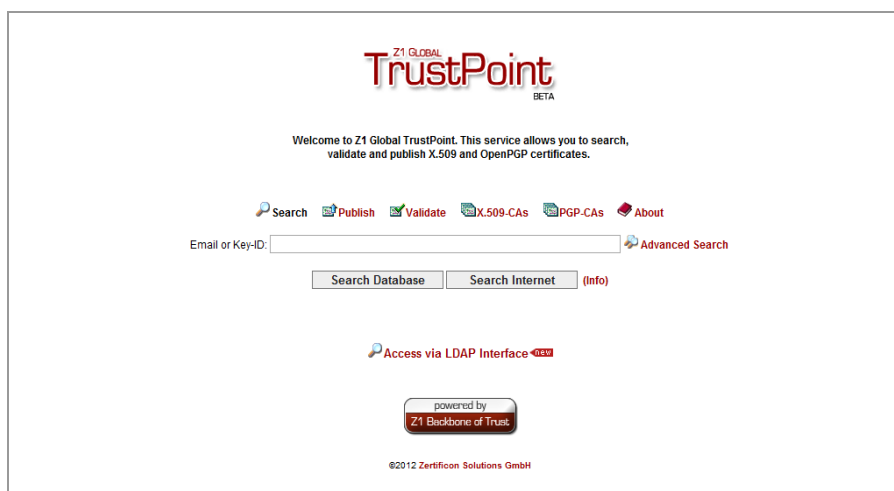 Z1 GLOBAL
TrustPoint
BETA
Welcome to Z1 Global TrustPoint. This service allows you to search,
validate and publish X.509 and OpenPGP certificates.
Search Publish Validate X.509-CAs PGP-CAs About
Email or Key-ID: Advanced Search
Search Database Search Internet (Info)
Access via LDAP Interface new
powered by
Z1 Backbone of Trust
©2012 Zertificon Solutions GmbH